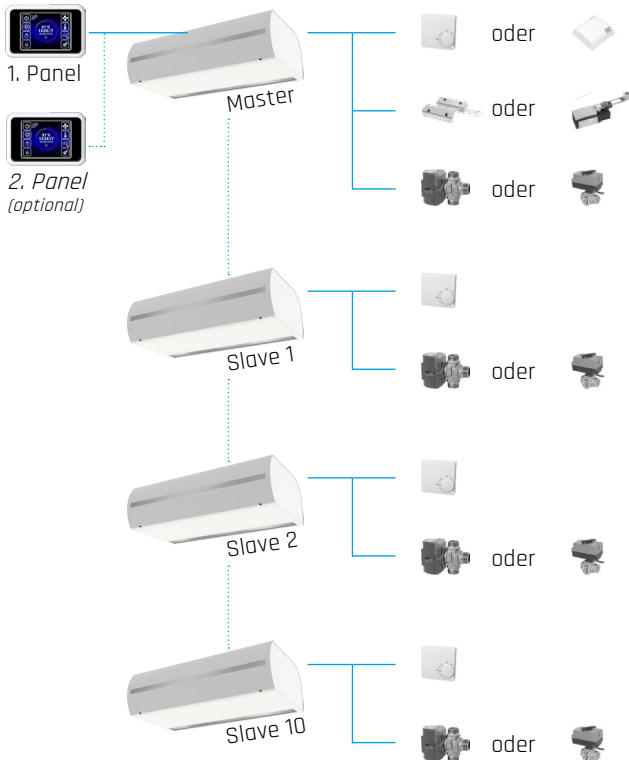 oder
1. Panel
Master
oder
2. Panel
(optional)
oder
Slave 1
oder
Slave 2
oder
Slave 10
oder